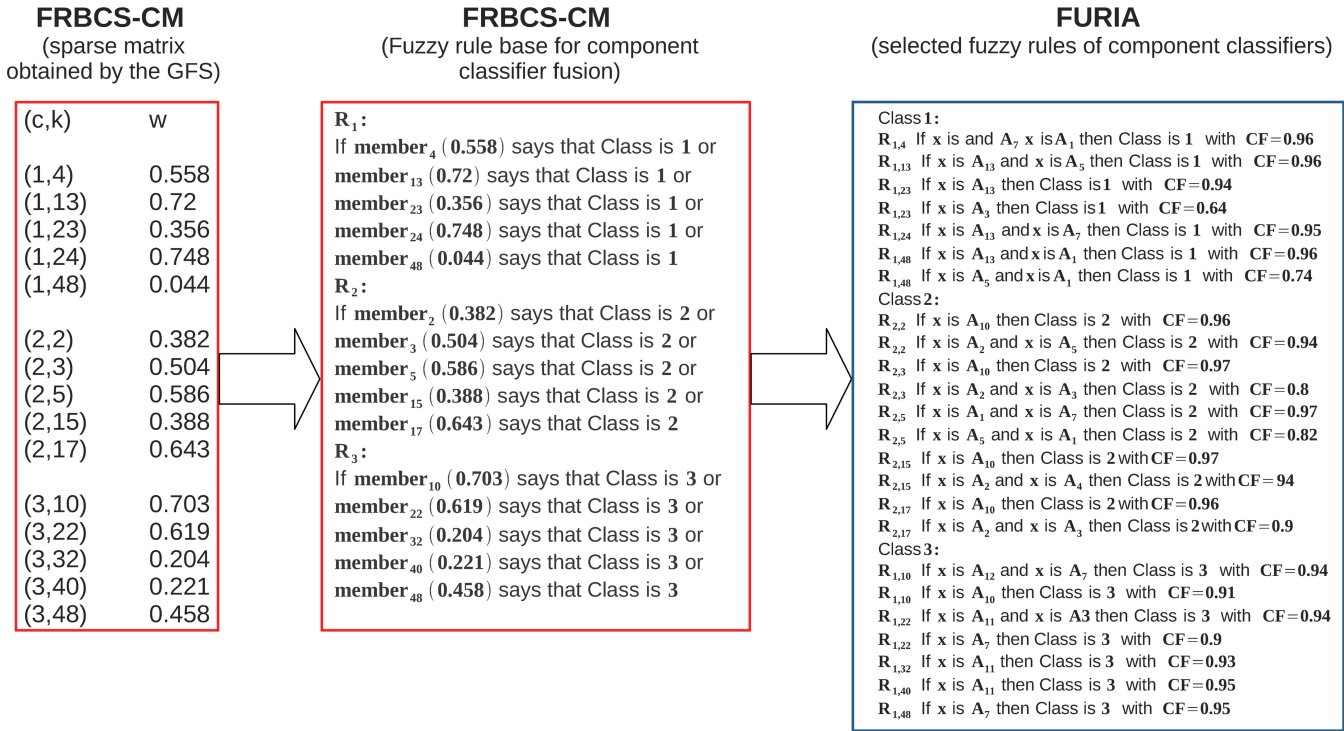 FRBCS-CM
(sparse matrix
obtained by the GFS)
(c,k) w
(1,4) 0.558
(1,13) 0.72
(1,23) 0.356
(1,24) 0.748
(1,48) 0.044
(2,2) 0.382
(2,3) 0.504
(2,5) 0.586
(2,15) 0.388
(2,17) 0.643
(3,10) 0.703
(3,22) 0.619
(3,32) 0.204
(3,40) 0.221
(3,48) 0.458
FRBCS-CM
(Fuzzy rule base for component
classifier fusion)
R₁:
If member₄ (0.558) says that Class is 1 or
member₁₃ (0.72) says that Class is 1 or
member₂₃ (0.356) says that Class is 1 or
member₂₄ (0.748) says that Class is 1 or
member₄₈ (0.044) says that Class is 1
R₂:
If member₂ (0.382) says that Class is 2 or
member₃ (0.504) says that Class is 2 or
member₅ (0.586) says that Class is 2 or
member₁₅ (0.388) says that Class is 2 or
member₁₇ (0.643) says that Class is 2
R₃:
If member₁₀ (0.703) says that Class is 3 or
member₂₂ (0.619) says that Class is 3 or
member₃₂ (0.204) says that Class is 3 or
member₄₀ (0.221) says that Class is 3 or
member₄₈ (0.458) says that Class is 3
FURIA
(selected fuzzy rules of component classifiers)
Class 1:
R₁,₄ If x is and A₇ x is A₁ then Class is 1 with CF=0.96
R₁,₁₃ If x is A₁₃ and x is A₅ then Class is 1 with CF=0.96
R₁,₂₃ If x is A₁₃ then Class is 1 with CF=0.94
R₁,₂₃ If x is A₃ then Class is 1 with CF=0.64
R₁,₂₄ If x is A₁₃ and x is A₇ then Class is 1 with CF=0.95
R₁,₄₈ If x is A₁₃ and x is A₁ then Class is 1 with CF=0.96
R₁,₄₈ If x is A₅ and x is A₁ then Class is 1 with CF=0.74
Class 2:
R₂,₂ If x is A₁₀ then Class is 2 with CF=0.96
R₂,₂ If x is A₂ and x is A₅ then Class is 2 with CF=0.94
R₂,₃ If x is A₁₀ then Class is 2 with CF=0.97
R₂,₃ If x is A₂ and x is A₃ then Class is 2 with CF=0.8
R₂,₅ If x is A₁ and x is A₇ then Class is 2 with CF=0.97
R₂,₅ If x is A₅ and x is A₁ then Class is 2 with CF=0.82
R₂,₁₅ If x is A₁₀ then Class is 2 with CF=0.97
R₂,₁₅ If x is A₂ and x is A₄ then Class is 2 with CF= 94
R₂,₁₇ If x is A₁₀ then Class is 2 with CF=0.96
R₂,₁₇ If x is A₂ and x is A₃ then Class is 2 with CF=0.9
Class 3:
R₁,₁₀ If x is A₁₂ and x is A₇ then Class is 3 with CF=0.94
R₁,₁₀ If x is A₁₀ then Class is 3 with CF=0.91
R₁,₂₂ If x is A₁₁ and x is A3 then Class is 3 with CF=0.94
R₁,₂₂ If x is A₇ then Class is 3 with CF=0.9
R₁,₃₂ If x is A₁₁ then Class is 3 with CF=0.93
R₁,₄₀ If x is A₁₁ then Class is 3 with CF=0.95
R₁,₄₈ If x is A₇ then Class is 3 with CF=0.95